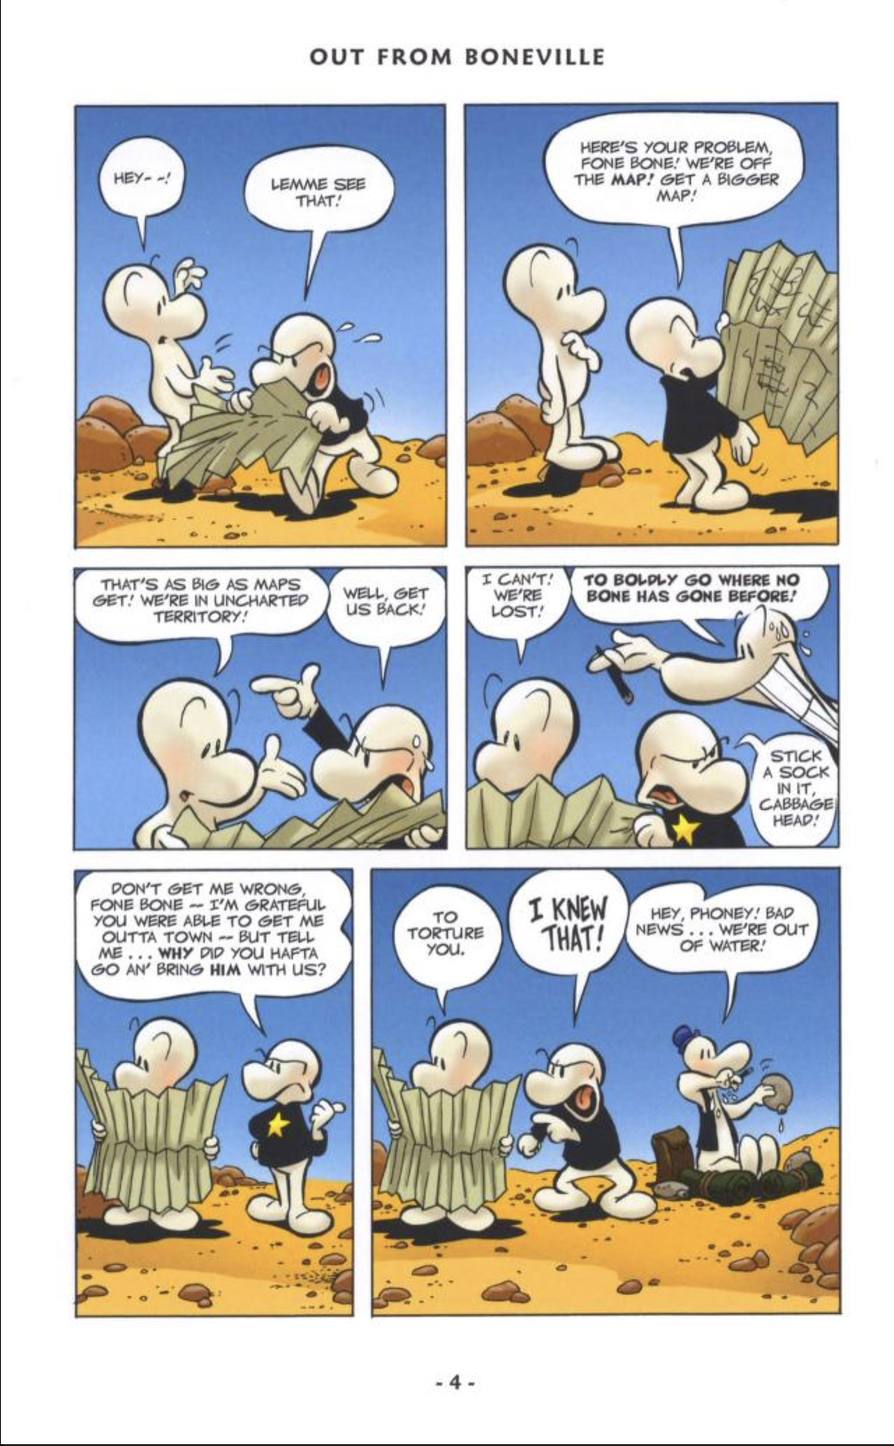 OUT FROM BONEVILLE
HEY- -!
LEMME SEE
THAT!
HERE'S YOUR PROBLEM,
FONE BONE! WE'RE OFF
THE MAP! GET A BIGGER
MAP!
THAT'S AS BIG AS MAPS
GET! WE'RE IN UNCHARTED
TERRITORY!
WELL, GET
US BACK!
I CAN'T!
WE'RE
LOST!
TO BOLDLY GO WHERE NO
BONE HAS GONE BEFORE!
STICK
A SOCK
IN IT,
CABBAGE
HEAD!
DON'T GET ME WRONG,
FONE BONE ~ I'M GRATEFUL
YOU WERE ABLE TO GET ME
OUTTA TOWN ~ BUT TELL
ME ... WHY DID YOU HAFTA
GO AN' BRING HIM WITH US?
TO
TORTURE
YOU.
I KNEW
THAT!
HEY, PHONEY! BAD
NEWS ... WE'RE OUT
OF WATER!
- 4 -